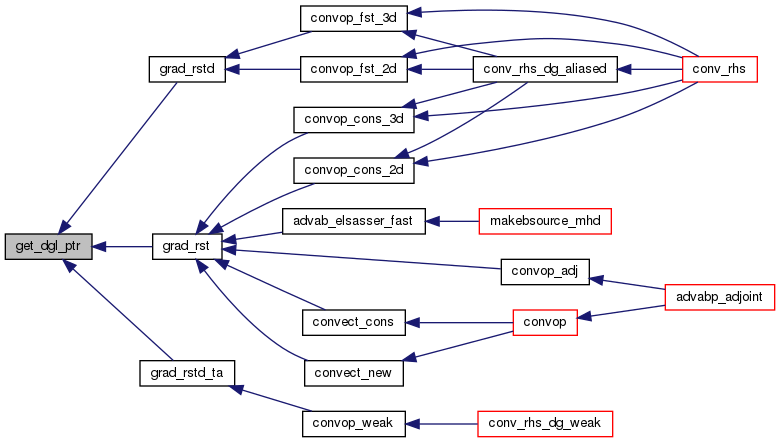 convop_fst_3d
grad_rstd
convop_fst_2d
conv_rhs_dg_aliased
conv_rhs
convop_cons_3d
convop_cons_2d
advab_elsasser_fast
makebsource_mhd
get_dgl_ptr
grad_rst
convop_adj
advabp_adjoint
convect_cons
convop
grad_rstd_ta
convect_new
convop_weak
conv_rhs_dg_weak